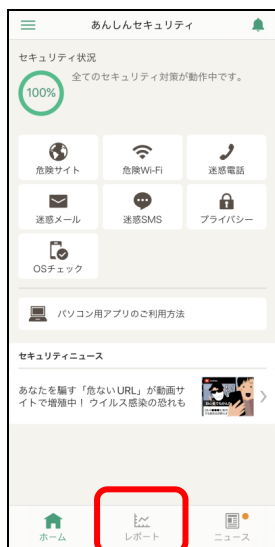 あんしんセキュリティ
セキュリティ状況
100%
全てのセキュリティ対策が動作中です。
危険サイト
危険Wi-Fi
迷惑電話
迷惑メール
迷惑SMS
プライバシー
OSチェック
パソコン用アプリのご利用方法
セキュリティニュース
あなたを騙す「危ないURL」が動画サ
イトで増殖中！ ウイルス感染の恐れも
ホーム
レポート
ニュース